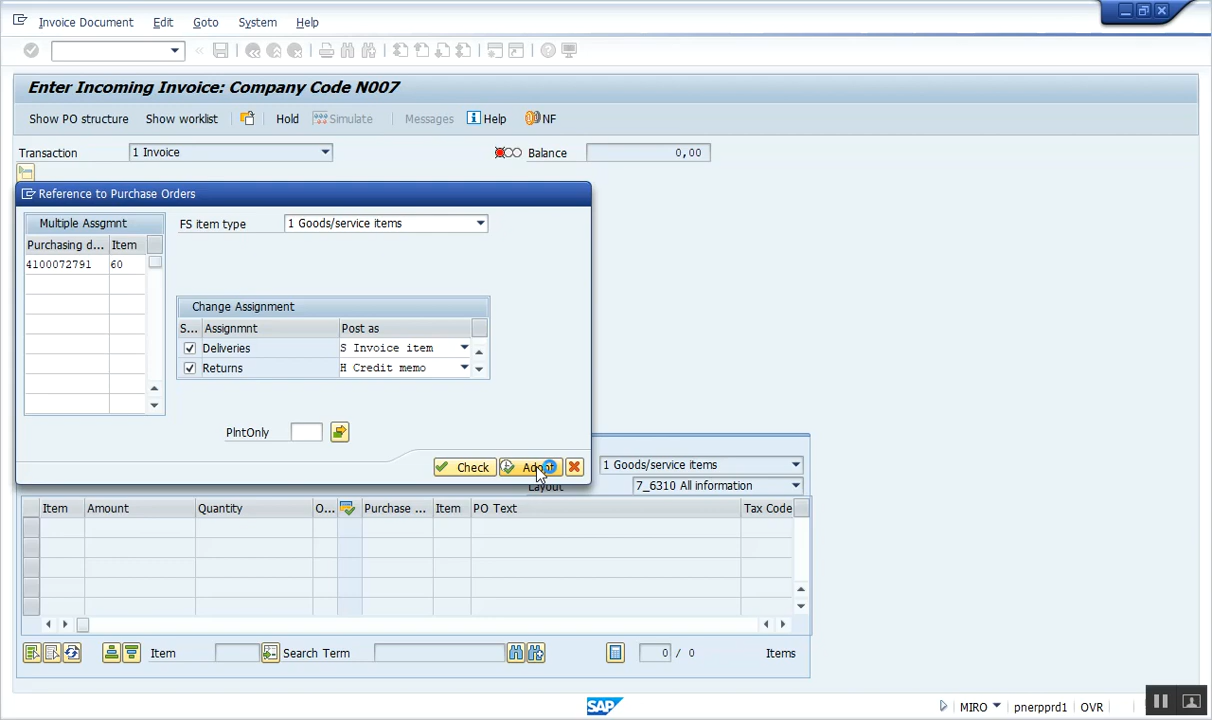 Invoice Document Edit Goto System Help
Enter Incoming Invoice: Company Code N007
Show PO structure Show worklist Hold Simulate Messages Help NF
Transaction 1 Invoice Balance 0,00
Reference to Purchase Orders
Multiple Assgmnt FS item type 1 Goods/service items
Purchasing d... Item
4100072791 60
Change Assignment
S... Assignmnt Post as
Deliveries S Invoice item
Returns H Credit memo
PlntOnly
Check Adopt 1 Goods/service items
Layout 7_6310 All information
Item Amount Quantity O... Purchase ... Item PO Text Tax Code
Item Search Term 0 / 0 Items
SAP MIRO pnerprd1 OVR